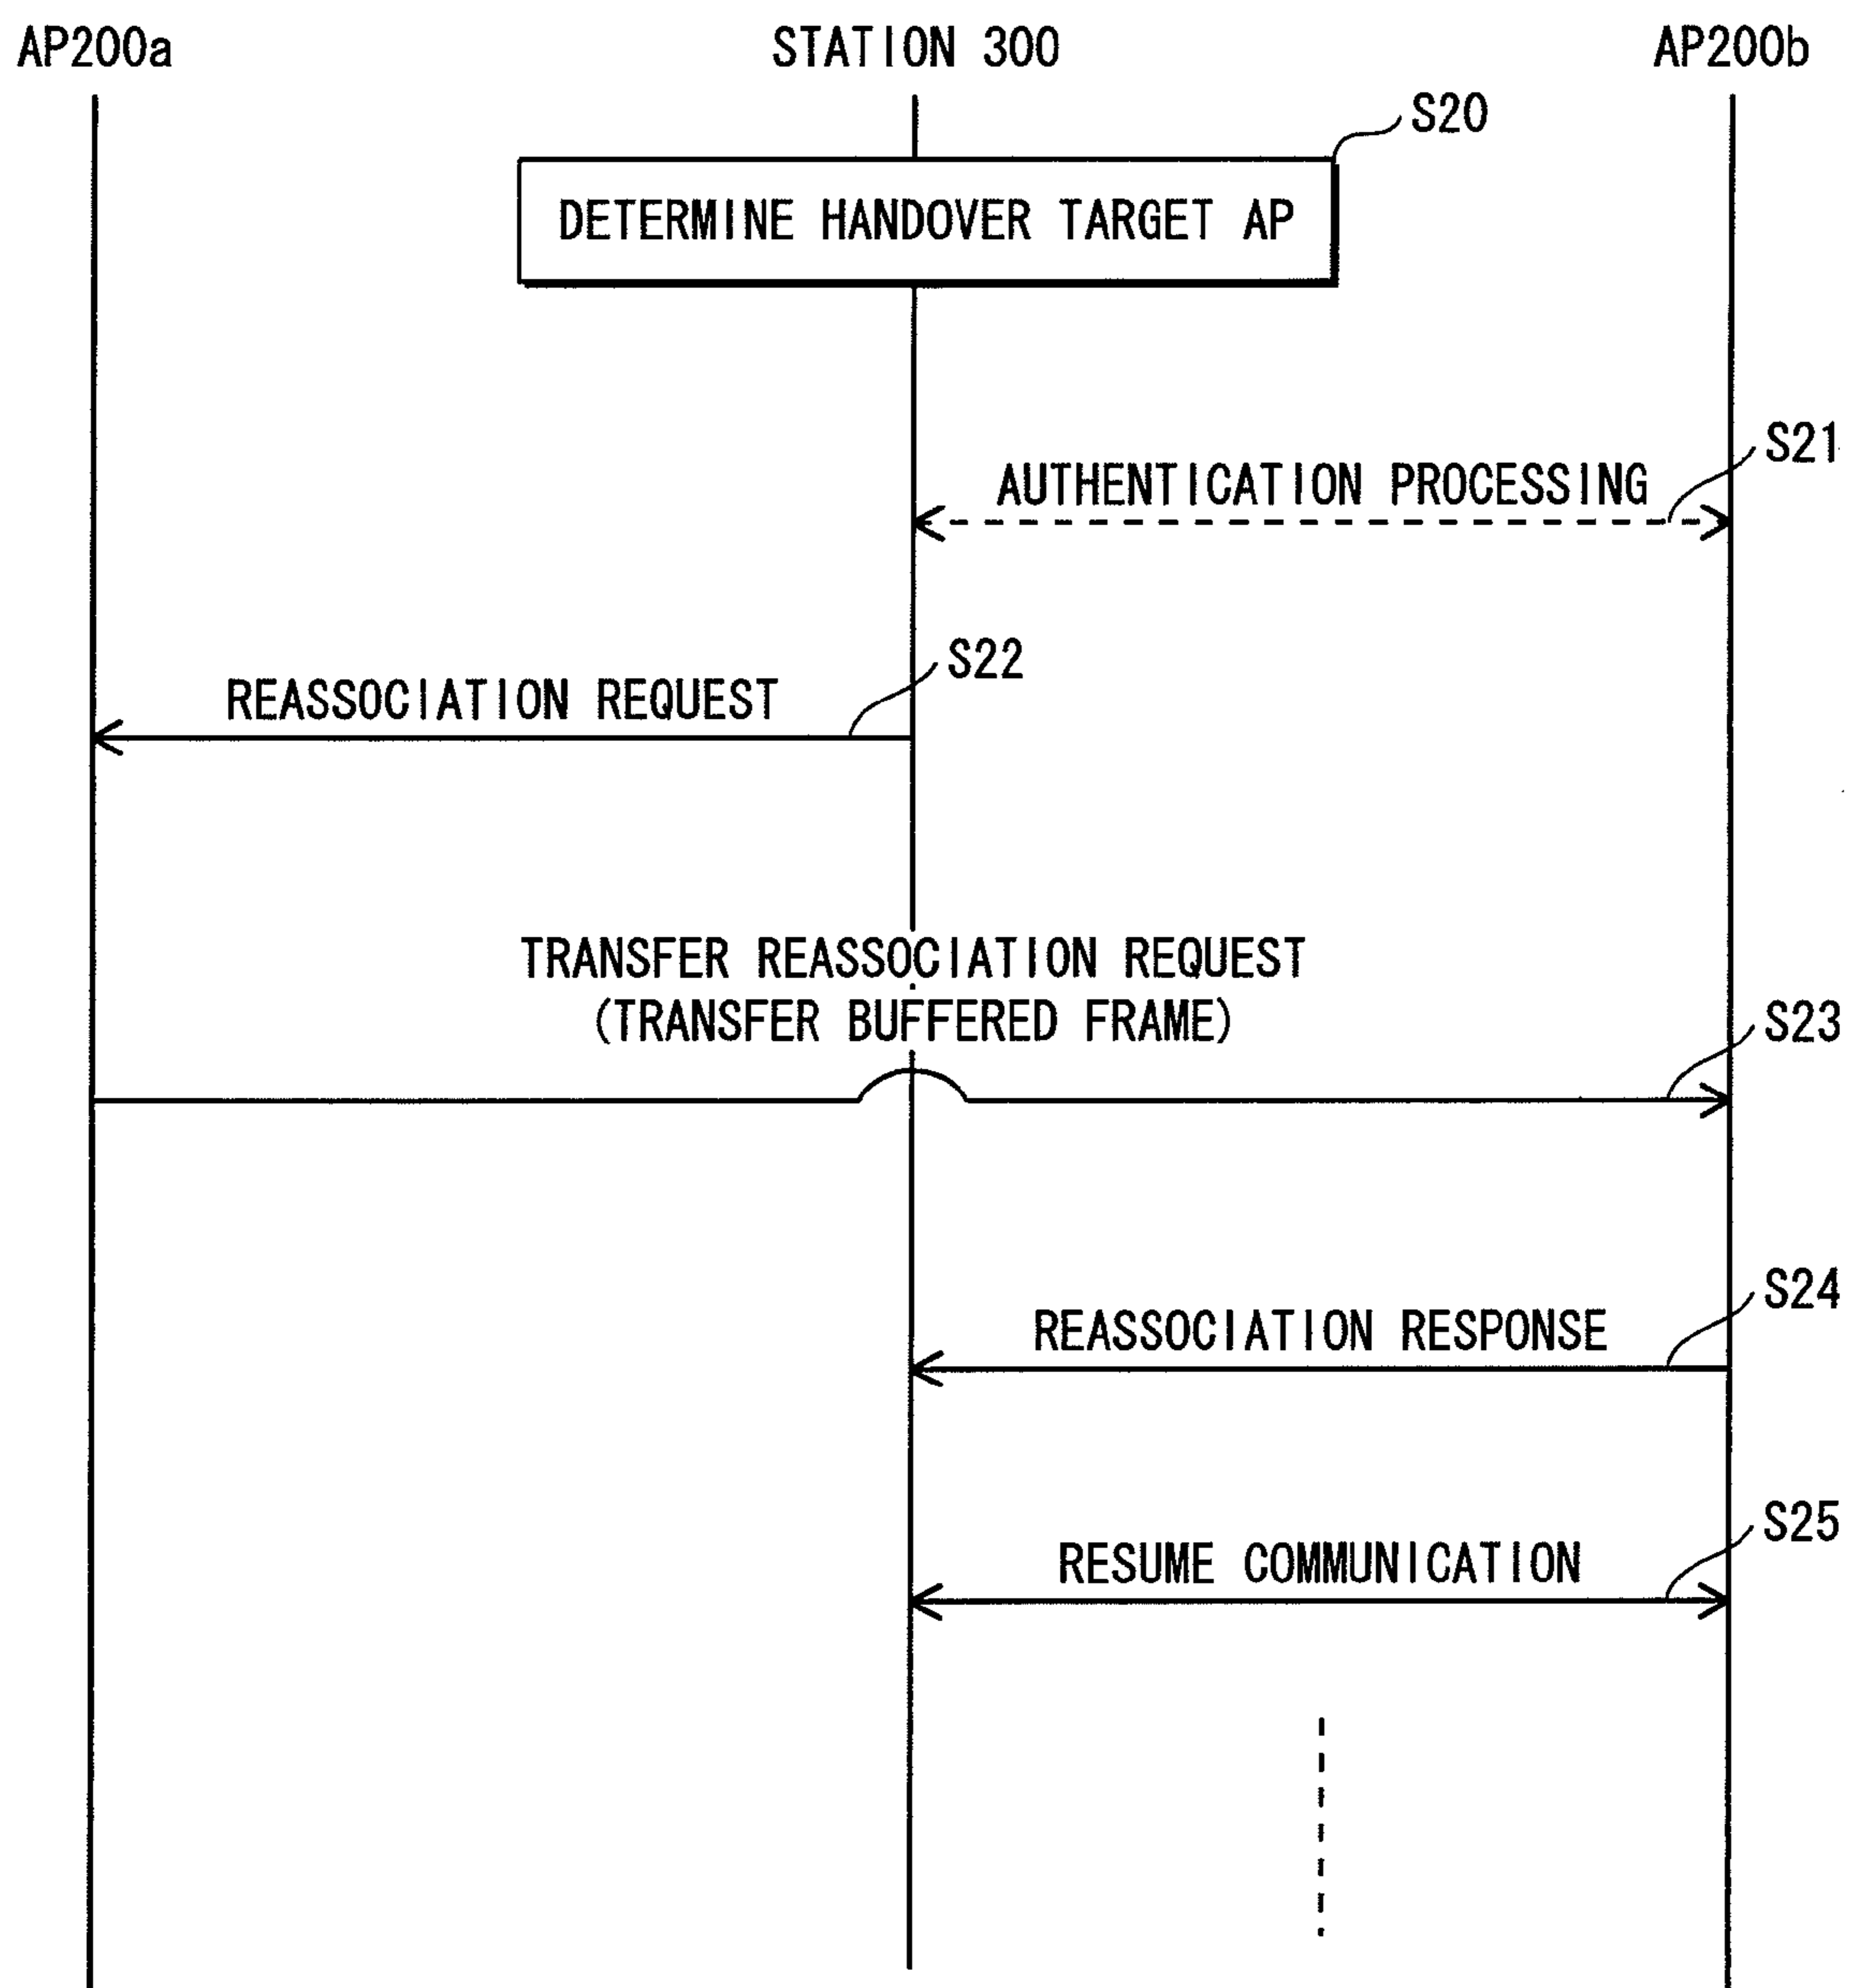 AP200a
STATION 300
AP200b
S20
DETERMINE HANDOVER TARGET AP
S21
AUTHENTICATION PROCESSING
S22
REASSOCIATION REQUEST
TRANSFER REASSOCIATION REQUEST
(TRANSFER BUFFERED FRAME)
S23
S24
REASSOCIATION RESPONSE
S25
RESUME COMMUNICATION